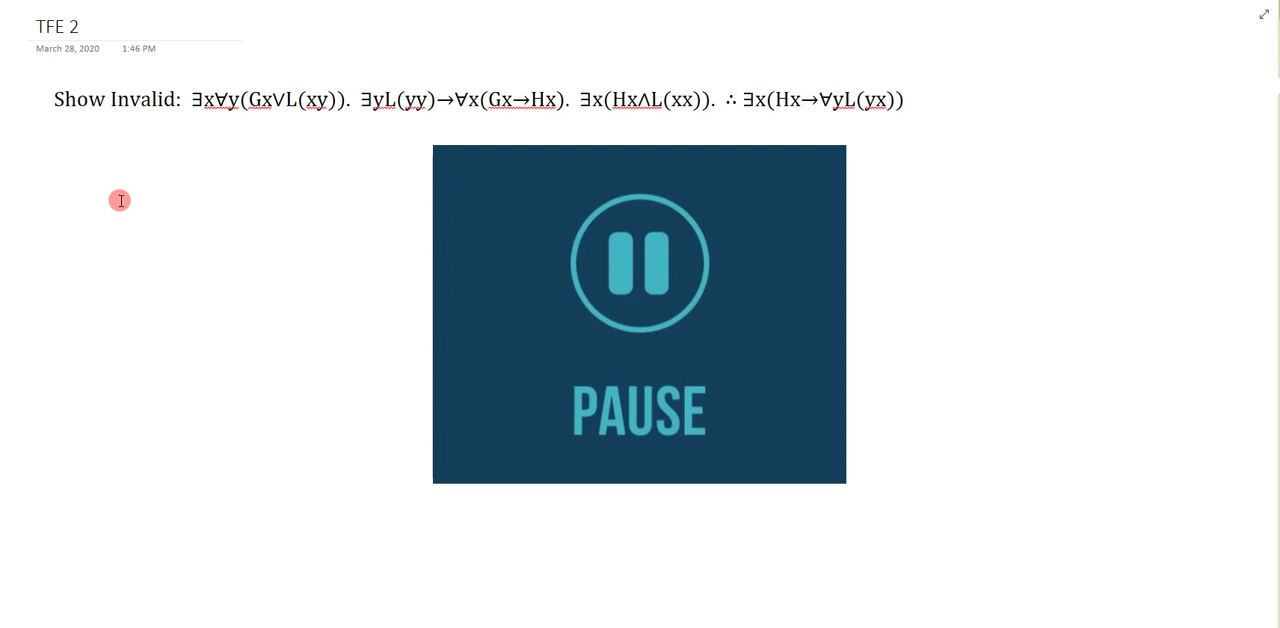 TFE 2
March 28, 2020 1:46 PM
Show Invalid: ∃x∀y(Gx∨L(xy)). ∃yL(yy)→∀x(Gx→Hx). ∃x(Hx∧L(xx)). ∴ ∃x(Hx→∀yL(yx))
PAUSE